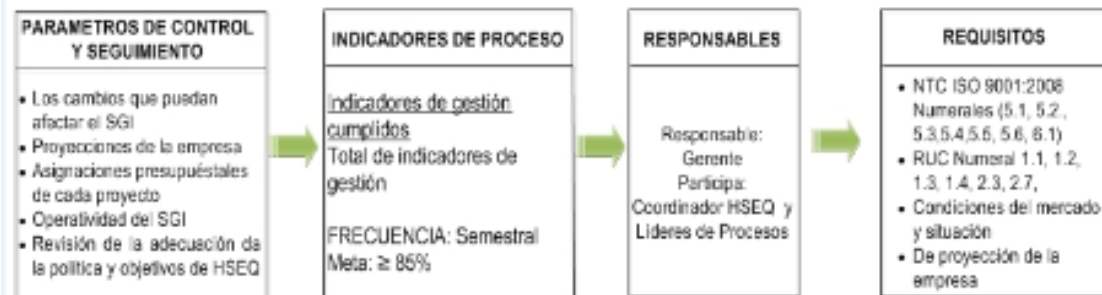 PARAMETROS DE CONTROL
Y SEGUIMIENTO
• Los cambios que puedan
afectar el SGI
• Proyecciones de la empresa
• Asignaciones presupuéstales
de cada proyecto
• Operatividad del SGI
• Revisión de la adecuación da
la política y objetivos de HSEQ
INDICADORES DE PROCESO
Indicadores de gestión
cumplidos
Total de indicadores de
gestión
FRECUENCIA: Semestral
Meta: ≥ 85%
RESPONSABLES
Responsable:
Gerente
Participa:
Coordinador HSEQ y
Lideres de Procesos
REQUISITOS
• NTC ISO 9001:2008
Numerales (5.1, 5.2.,
5.3,5.4,5.5, 5.6, 6.1)
• RUC Numeral 1.1, 1.2,
1.3, 1.4, 2.3, 2.7,
• Condiciones del mercado
y situación
• De proyección de la
empresa